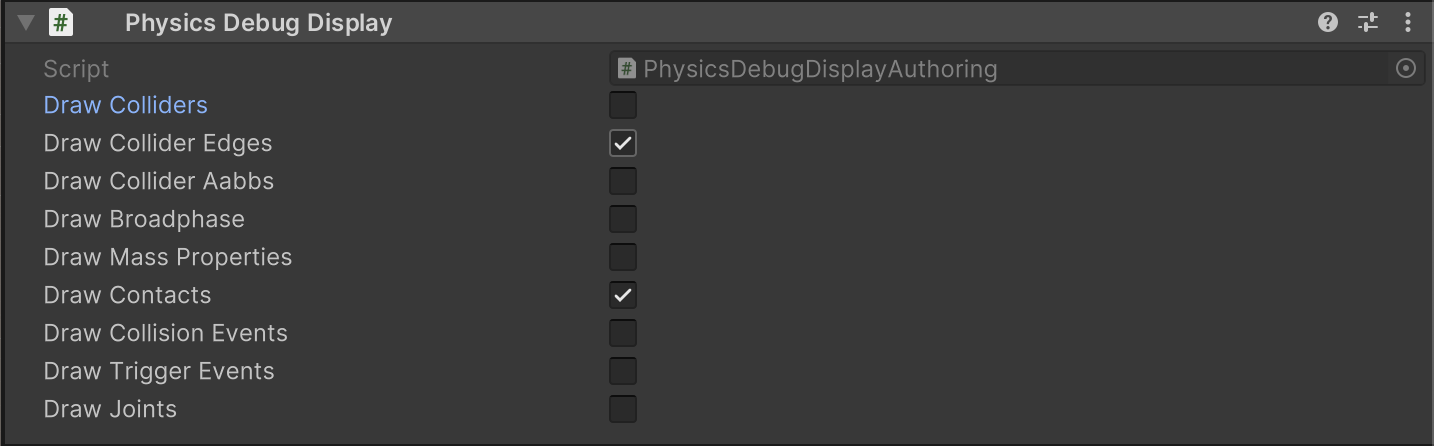 # Physics Debug Display ?
Script # PhysicsDebugDisplayAuthoring
Draw Colliders
Draw Collider Edges
Draw Collider Aabbs
Draw Broadphase
Draw Mass Properties
Draw Contacts
Draw Collision Events
Draw Trigger Events
Draw Joints